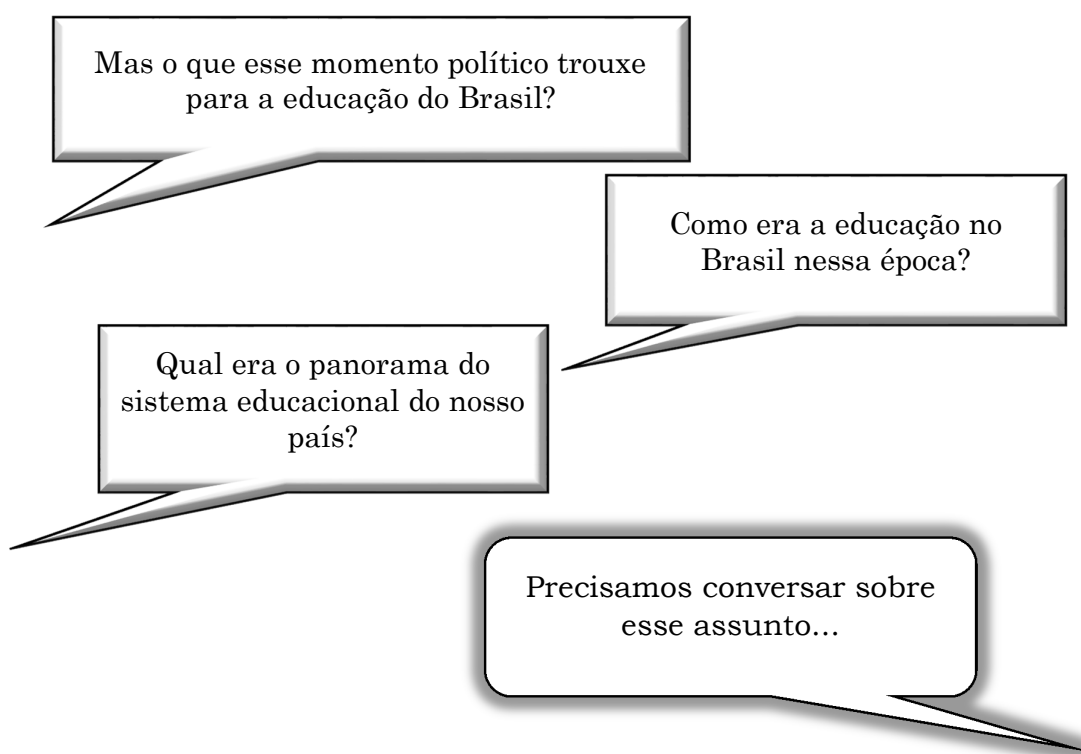 Mas o que esse momento político trouxe
para a educação do Brasil?
Como era a educação no
Brasil nessa época?
Qual era o panorama do
sistema educacional do nosso
país?
Precisamos conversar sobre
esse assunto...